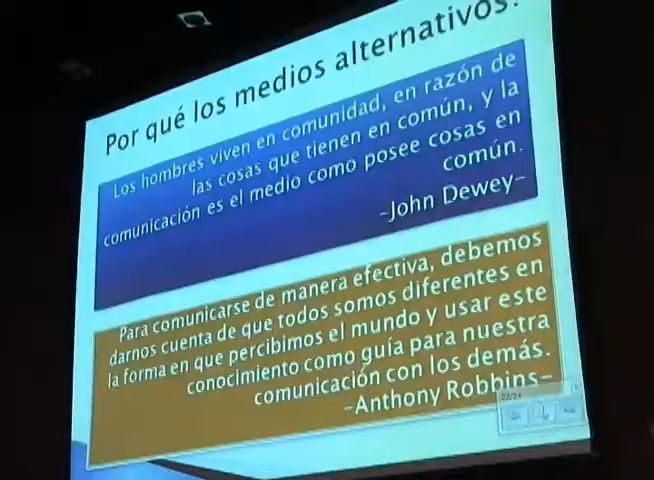 Por qué los medios alternativos?
Los hombres viven en comunidad, en razón de
las cosas que tienen en común, y la
comunicación es el medio como posee cosas en
común.
-John Dewey-
Para comunicarse de manera efectiva, debemos
darnos cuenta de que todos somos diferentes en
la forma en que percibimos el mundo y usar este
conocimiento como guía para nuestra
comunicación con los demás.
-Anthony Robbins-